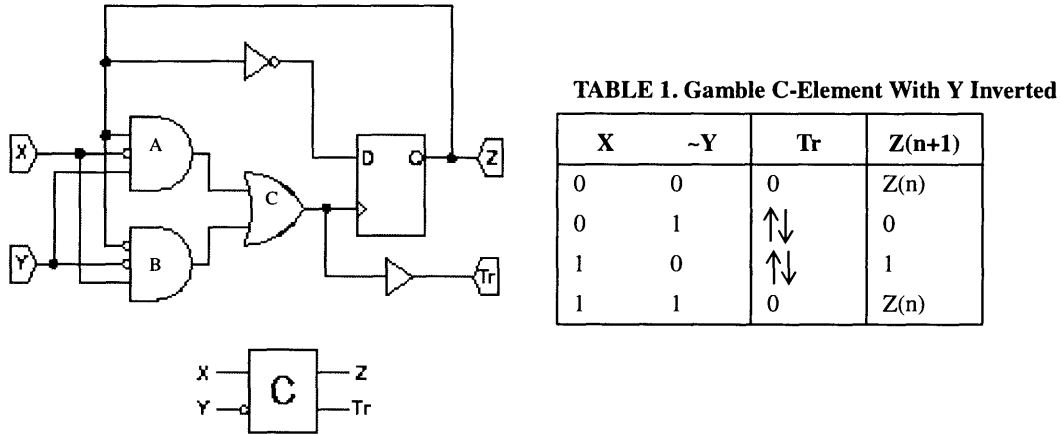 X
Y
A
B
C
D
Q
Z
Tr
C
X
Y
Z
Tr
TABLE 1. Gamble C-Element With Y Inverted
X ~Y Tr Z(n+1)
0 0 0 Z(n)
0 1 ↑↓ 0
1 0 ↑↓ 1
1 1 0 Z(n)